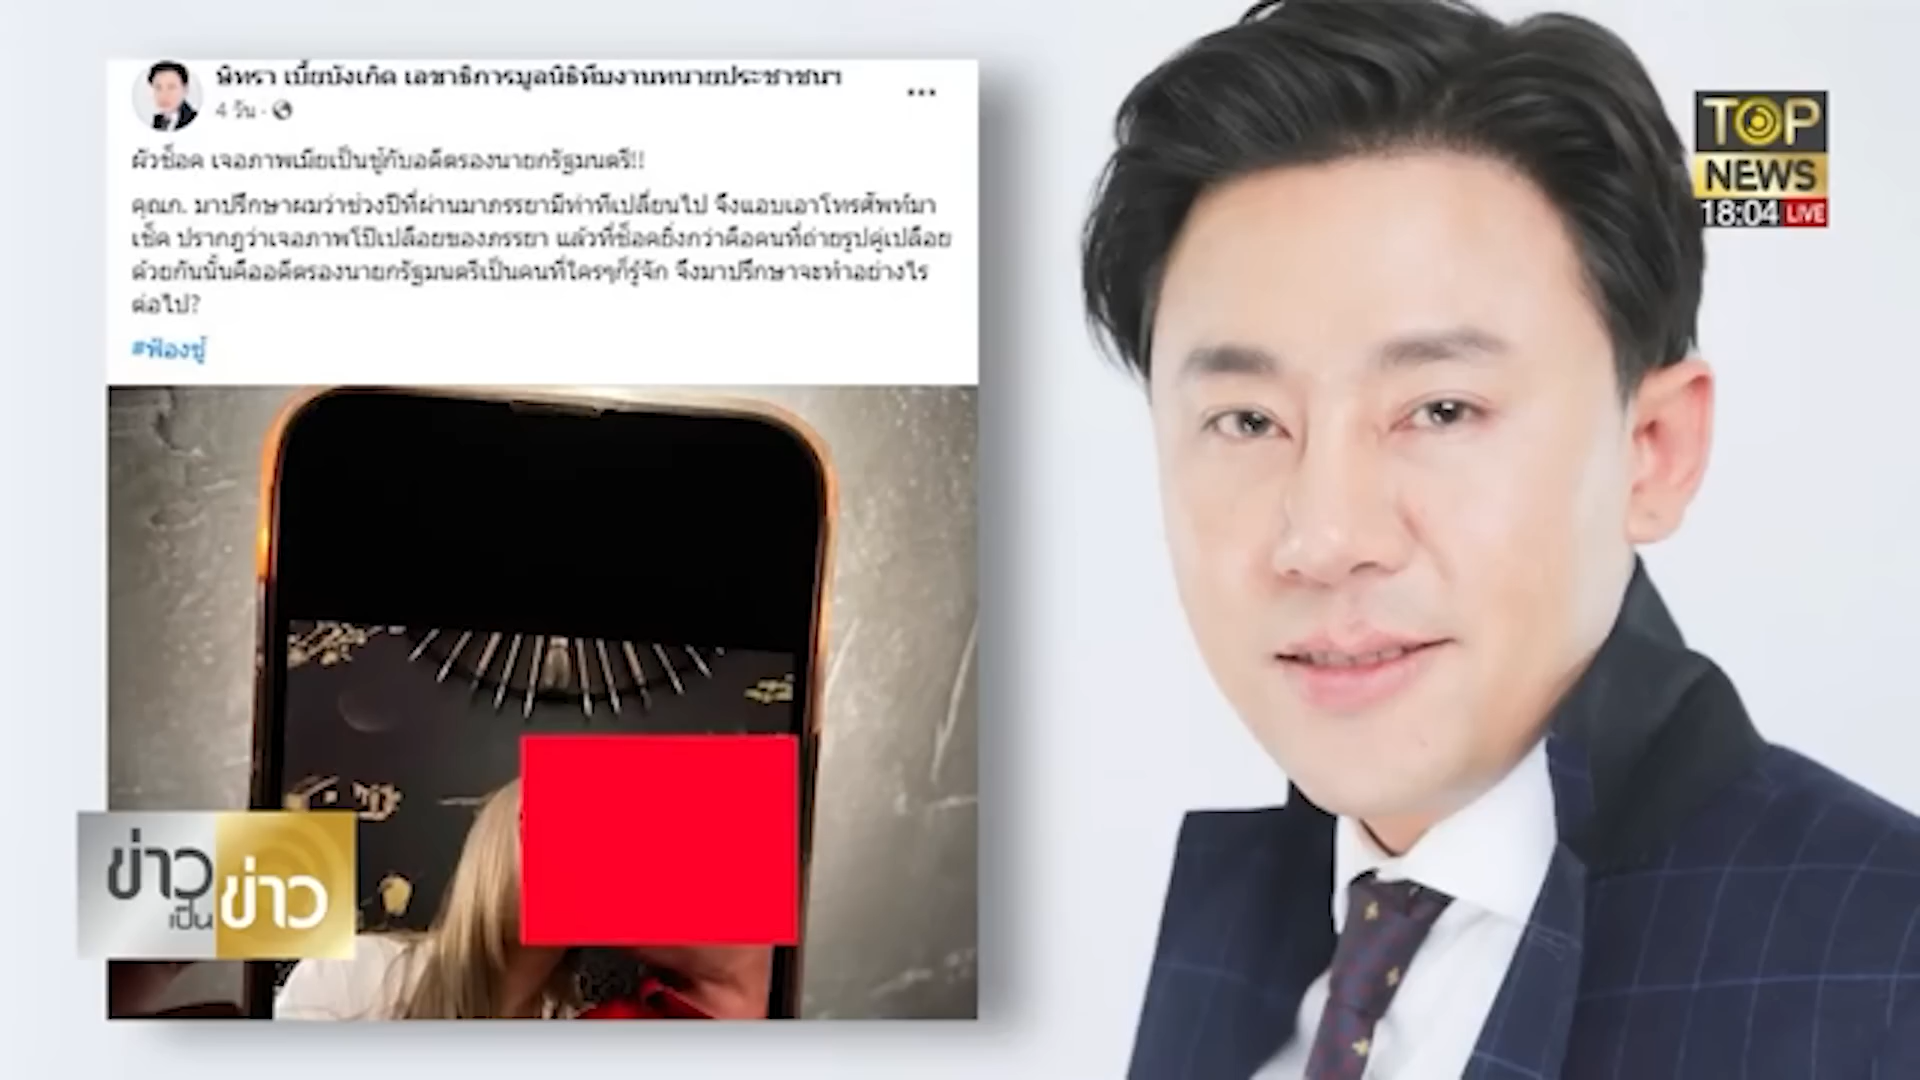 ษิทรา เบี้ยบังเกิด เลขาธิการมูลนิธิทีมงานทนายประชาชนฯ
4 วัน ·
ผัวช็อค เจอภาพเมียเป็นชู้กับอดีตรองนายกรัฐมนตรี!!
คุณก. มาปรึกษาผมว่าช่วงปีที่ผ่านมาภรรยามีท่าทีเปลี่ยนไป จึงแอบเอาโทรศัพท์มา
เช็ค ปรากฎว่าเจอภาพโป๊เปลือยของภรรยา แล้วที่ช็อคยิ่งกว่าคือคนที่ถ่ายรูปคู่เปลือย
ด้วยกันนั้นคืออดีตรองนายกรัฐมนตรีเป็นคนที่ใครๆก็รู้จัก จึงมาปรึกษาจะทำอย่างไร
ต่อไป?
#ฟ้องชู้
TOP
NEWS
18:04 LIVE
ข่าว
เป็น
ข่าว